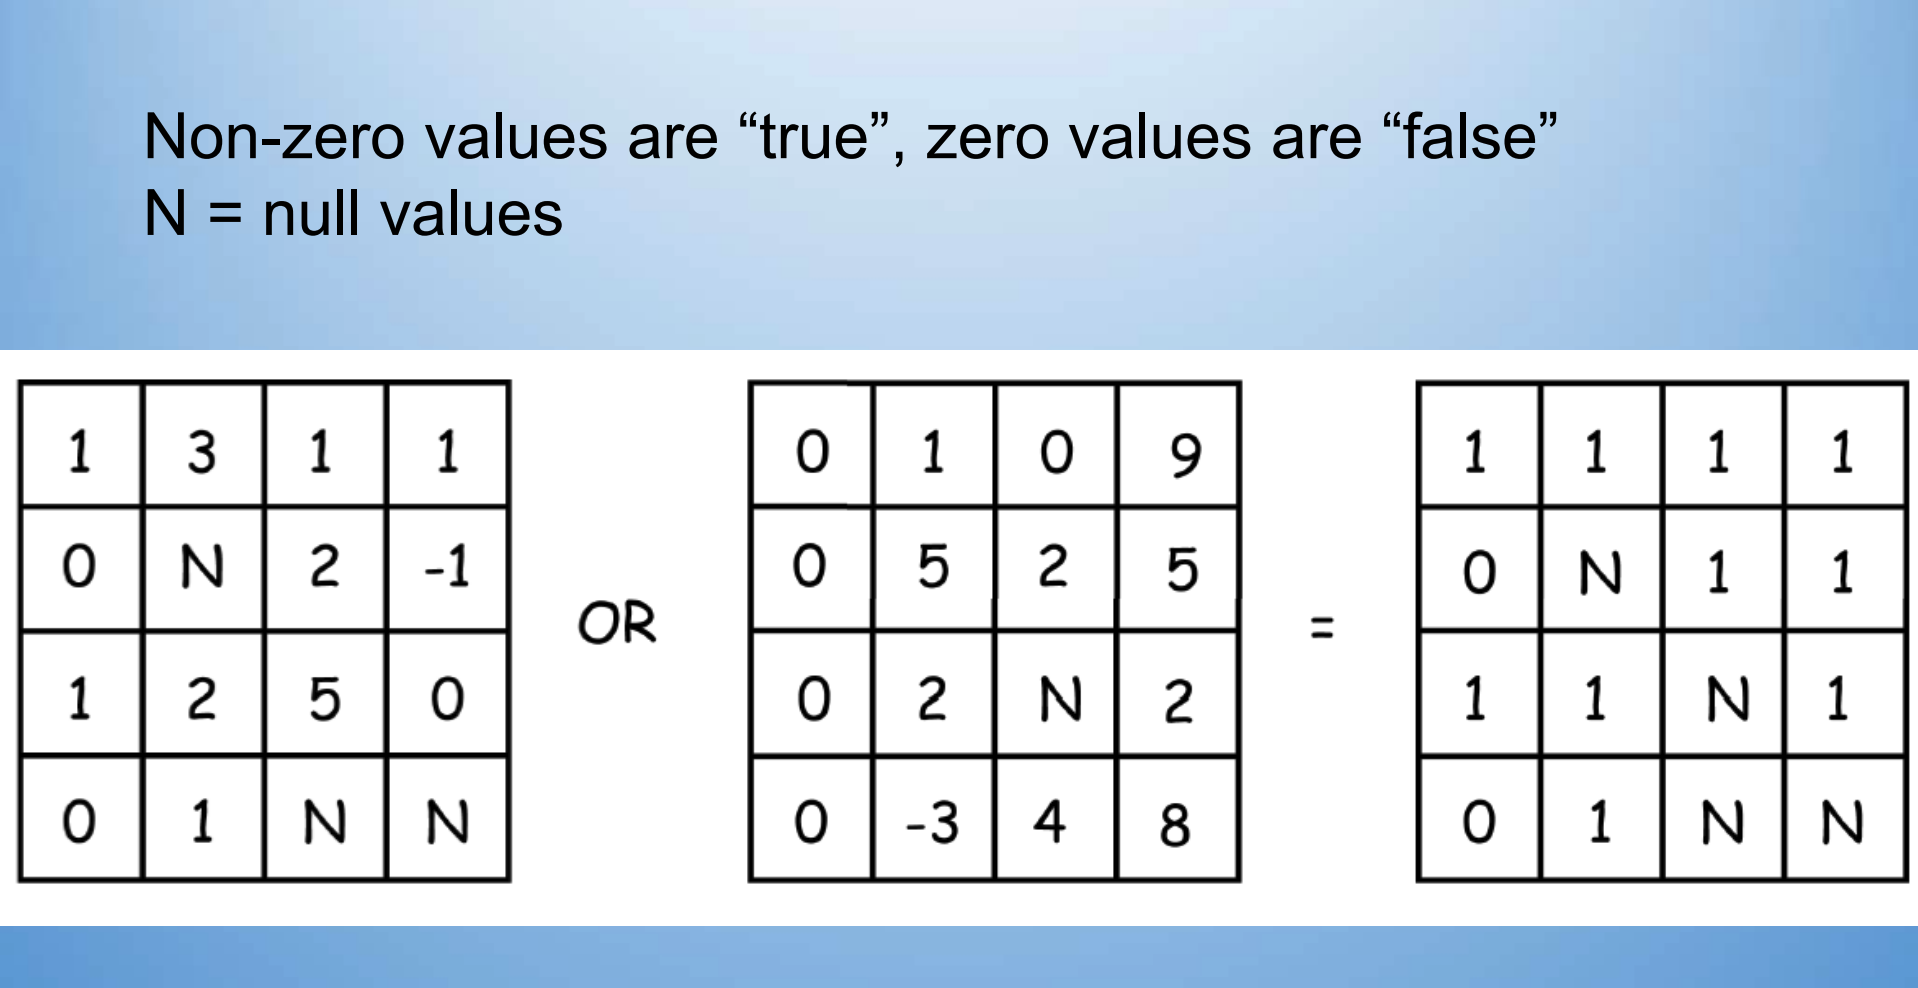 Non-zero values are “true”, zero values are “false”
N = null values
1 3 1 1 0 1 0 9 1 1 1 1
0 N 2 -1 0 5 2 5 0 N 1 1
OR =
1 2 5 0 0 2 N 2 1 1 N 1
0 1 N N 0 -3 4 8 0 1 N N